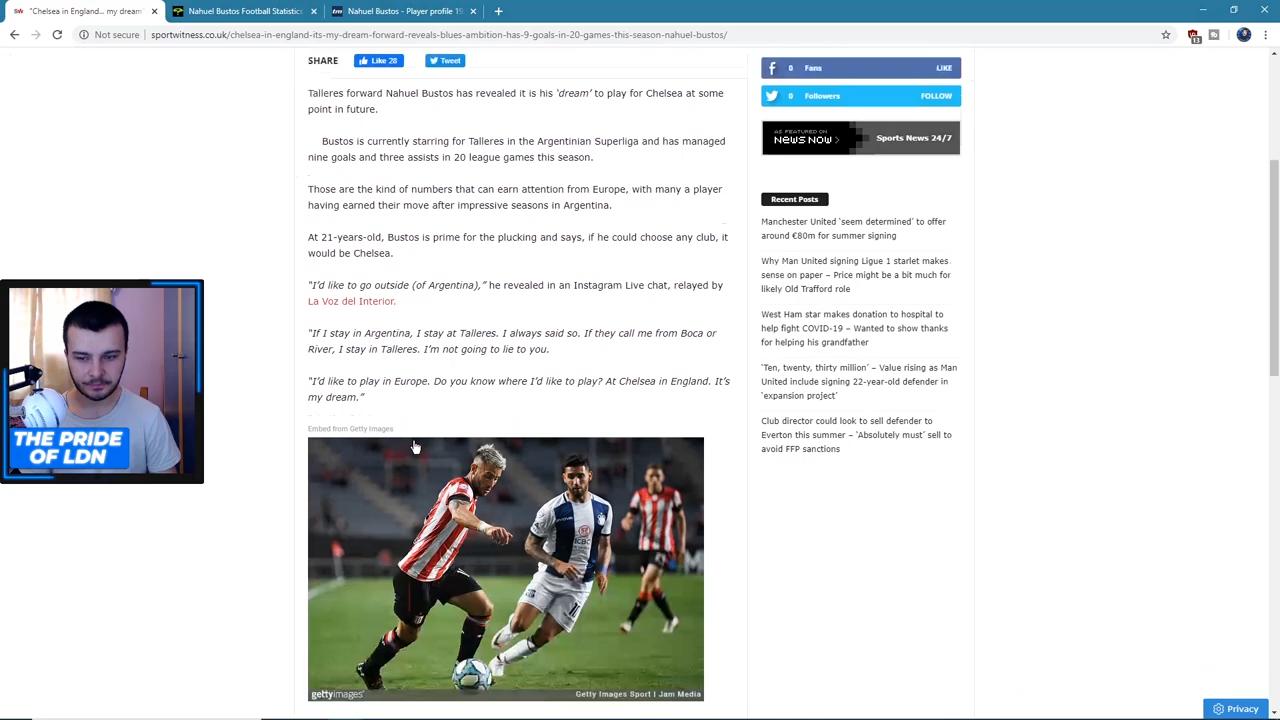 "Chelsea in England... my dream"
Nahuel Bustos Football Statistics
Nahuel Bustos - Player profile 19
Not secure
sportwitness.co.uk/chelsea-in-england-its-my-dream-forward-reveals-blues-ambition-has-9-goals-in-20-games-this-season-nahuel-bustos/
13
SHARE
Like 28
Tweet
Talleres forward Nahuel Bustos has revealed it is his ‘dream’ to play for Chelsea at some
point in future.
Bustos is currently starring for Talleres in the Argentinian Superliga and has managed
nine goals and three assists in 20 league games this season.
Those are the kind of numbers that can earn attention from Europe, with many a player
having earned their move after impressive seasons in Argentina.
At 21-years-old, Bustos is prime for the plucking and says, if he could choose any club, it
would be Chelsea.
“I’d like to go outside (of Argentina),” he revealed in an Instagram Live chat, relayed by
La Voz del Interior.
“If I stay in Argentina, I stay at Talleres. I always said so. If they call me from Boca or
River, I stay in Talleres. I’m not going to lie to you.
“I’d like to play in Europe. Do you know where I’d like to play? At Chelsea in England. It’s
my dream.”
Embed from Getty Images
ICBC
11
gettyimages®
Getty Images Sport | Jam Media
THE PRIDE
OF LDN
0 Fans LIKE
0 Followers FOLLOW
AS FEATURED ON
NewsNow
Sports News 24/7
Recent Posts
Manchester United ‘seem determined’ to offer
around €80m for summer signing
Why Man United signing Ligue 1 starlet makes
sense on paper – Price might be a bit much for
likely Old Trafford role
West Ham star makes donation to hospital to
help fight COVID-19 – Wanted to show thanks
for helping his grandfather
‘Ten, twenty, thirty million’ – Value rising as Man
United include signing 22-year-old defender in
‘expansion project’
Club director could look to sell defender to
Everton this summer – ‘Absolutely must’ sell to
avoid FFP sanctions
Privacy